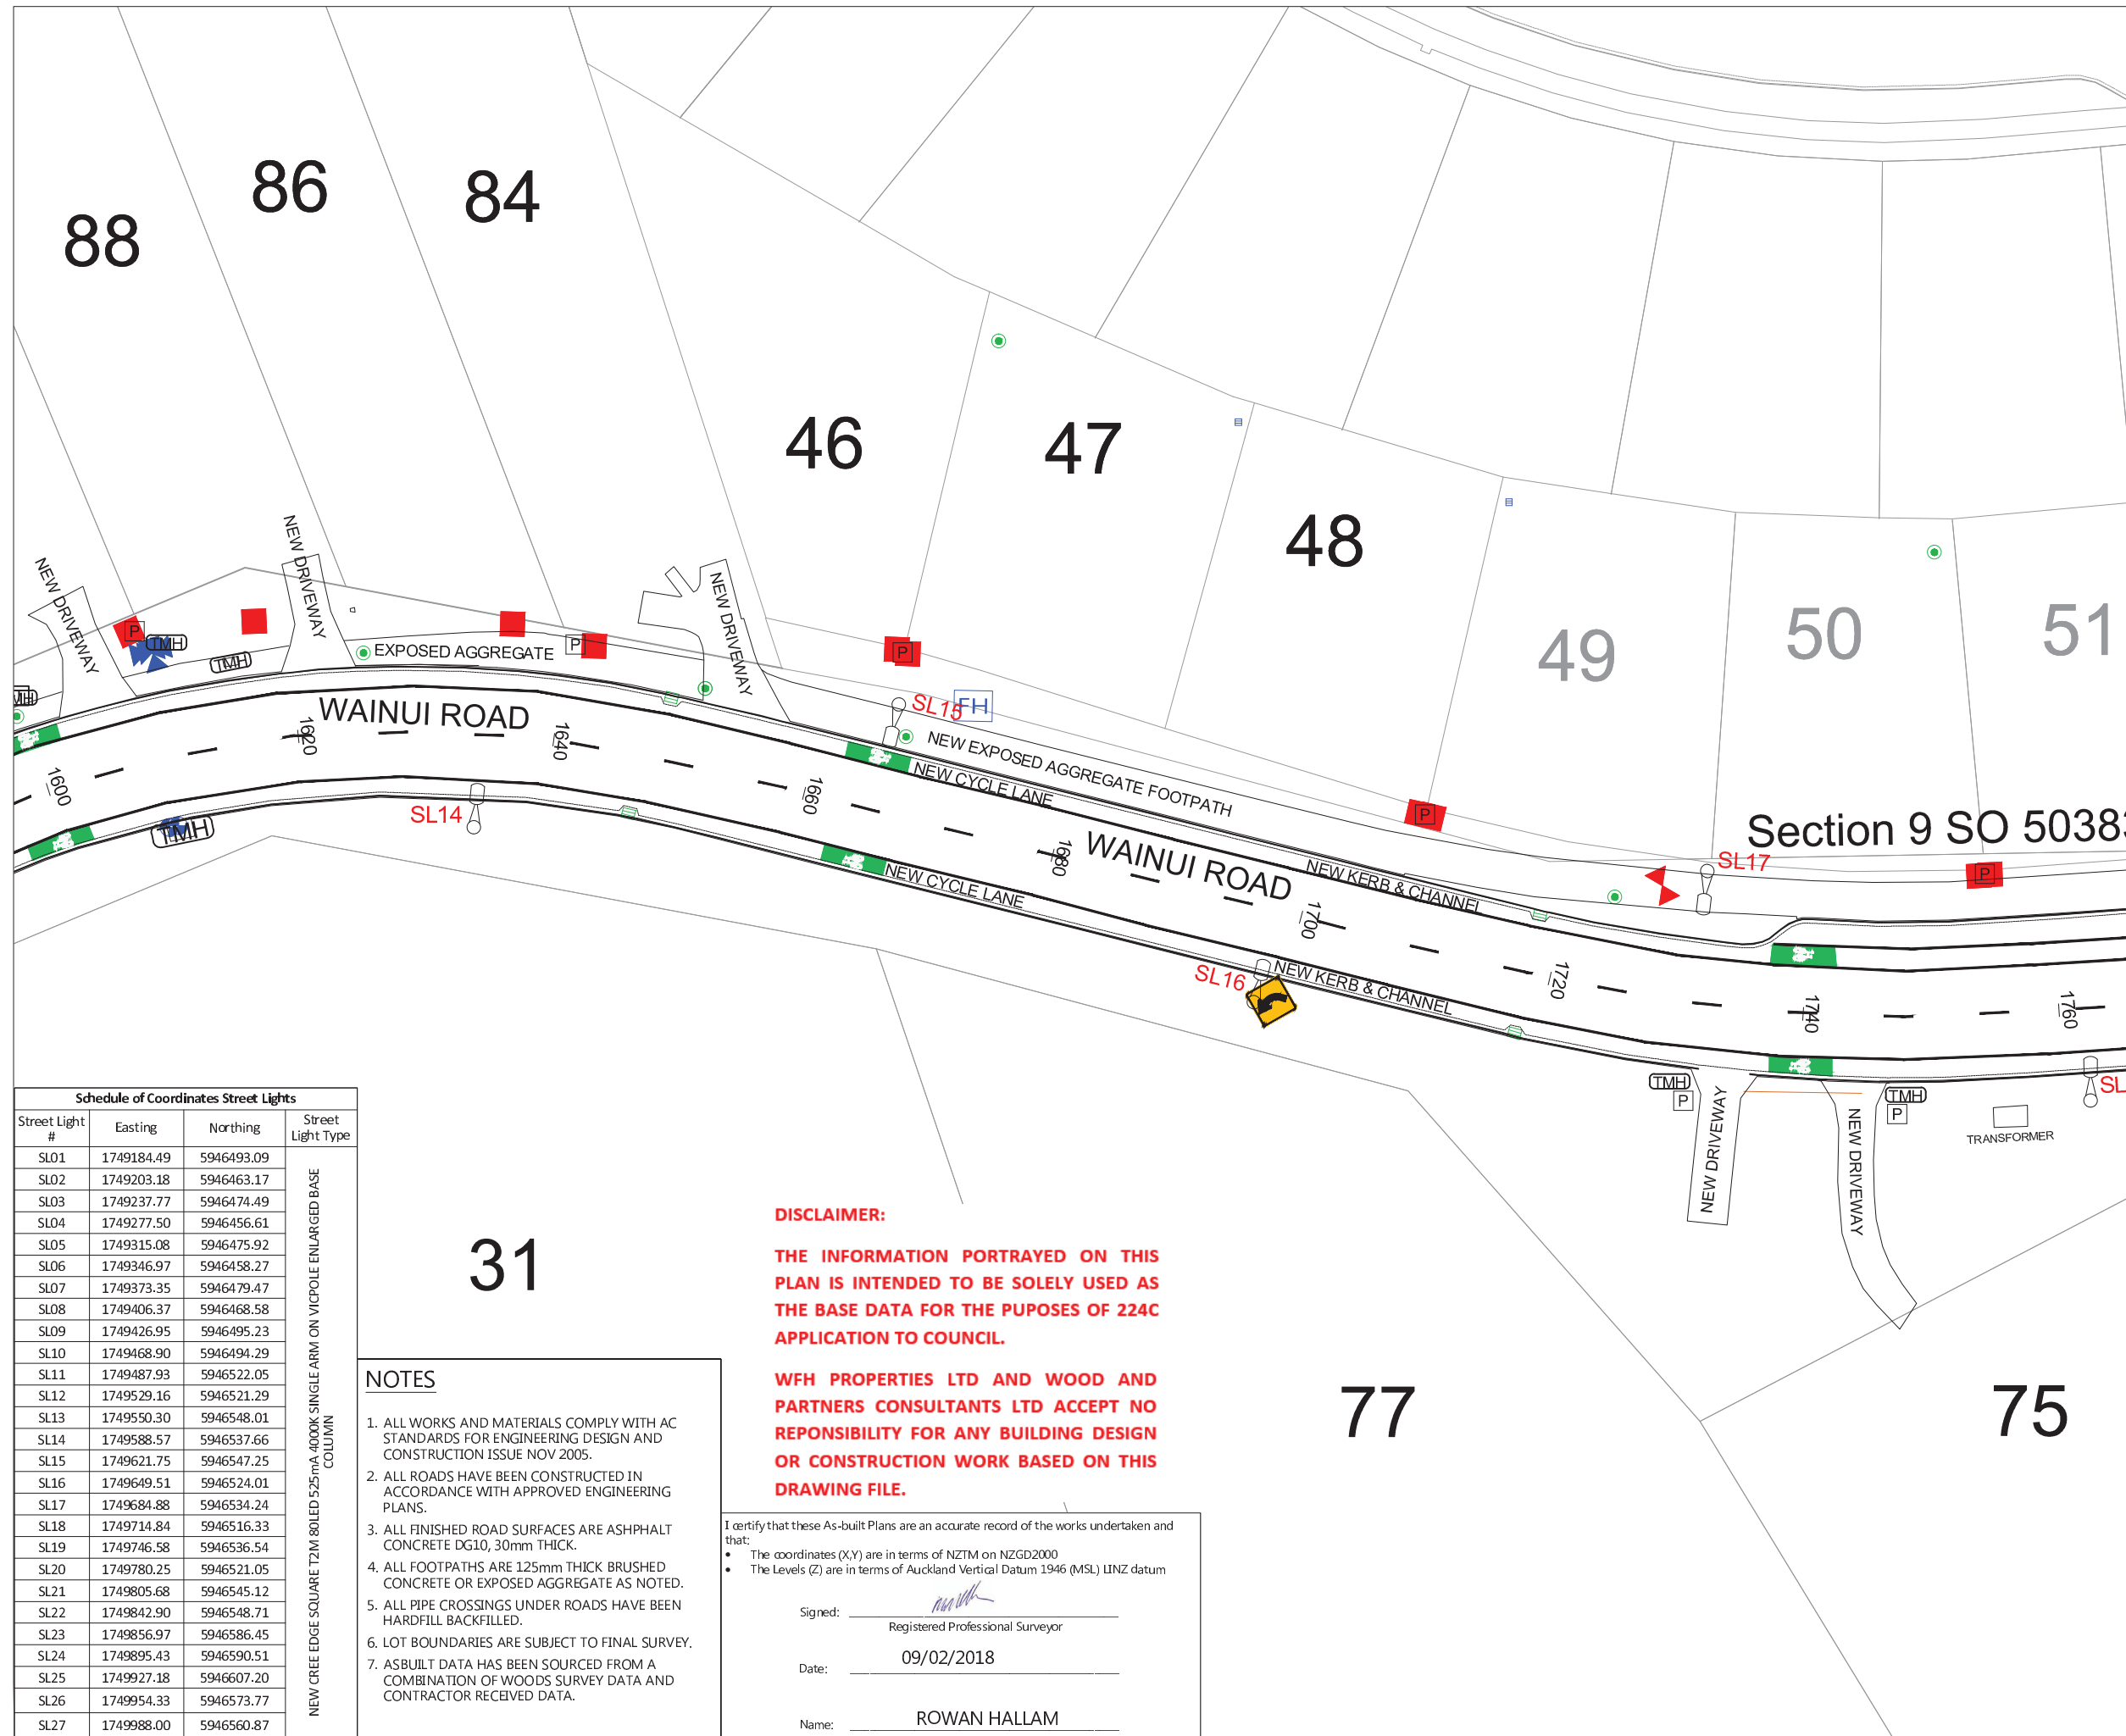 88
86
84
46
47
48
49
50
51
NEW DRIVEWAY
NEW DRIVEWAY
NEW DRIVEWAY
P
TMH
TMH
EXPOSED AGGREGATE
P
P
WAINUI ROAD
SL15
FH
NEW EXPOSED AGGREGATE FOOTPATH
NEW CYCLE LANE
1600
1620
1640
1660
1680
1700
1720
1740
1760
TMH
SL14
NEW CYCLE LANE
WAINUI ROAD
NEW KERB & CHANNEL
P
Section 9 SO 5038
SL17
P
SL16
NEW KERB & CHANNEL
TMH
P
NEW DRIVEWAY
NEW DRIVEWAY
TMH
P
TRANSFORMER
SL
31
77
75
Schedule of Coordinates Street Lights
Street Light # Easting Northing Street Light Type
SL01 1749184.49 5946493.09
SL02 1749203.18 5946463.17
SL03 1749237.77 5946474.49
SL04 1749277.50 5946456.61
SL05 1749315.08 5946475.92
SL06 1749346.97 5946458.27
SL07 1749373.35 5946479.47
SL08 1749406.37 5946468.58
SL09 1749426.95 5946495.23
SL10 1749468.90 5946494.29
SL11 1749487.93 5946522.05
SL12 1749529.16 5946521.29
SL13 1749550.30 5946548.01
SL14 1749588.57 5946537.66
SL15 1749621.75 5946547.25
SL16 1749649.51 5946524.01
SL17 1749684.88 5946534.24
SL18 1749714.84 5946516.33
SL19 1749746.58 5946536.54
SL20 1749780.25 5946521.05
SL21 1749805.68 5946545.12
SL22 1749842.90 5946548.71
SL23 1749856.97 5946586.45
SL24 1749895.43 5946590.51
SL25 1749927.18 5946607.20
SL26 1749954.33 5946573.77
SL27 1749988.00 5946560.87
NEW CREE EDGE SQUARE T2M 80LED 525mA 4000K SINGLE ARM ON VICPOLE ENLARGED BASE
COLUMN
NOTES
1. ALL WORKS AND MATERIALS COMPLY WITH AC
STANDARDS FOR ENGINEERING DESIGN AND
CONSTRUCTION ISSUE NOV 2005.
2. ALL ROADS HAVE BEEN CONSTRUCTED IN
ACCORDANCE WITH APPROVED ENGINEERING
PLANS.
3. ALL FINISHED ROAD SURFACES ARE ASHPHALT
CONCRETE DG10, 30mm THICK.
4. ALL FOOTPATHS ARE 125mm THICK BRUSHED
CONCRETE OR EXPOSED AGGREGATE AS NOTED.
5. ALL PIPE CROSSINGS UNDER ROADS HAVE BEEN
HARDFILL BACKFILLED.
6. LOT BOUNDARIES ARE SUBJECT TO FINAL SURVEY.
7. ASBUILT DATA HAS BEEN SOURCED FROM A
COMBINATION OF WOODS SURVEY DATA AND
CONTRACTOR RECEIVED DATA.
DISCLAIMER:
THE INFORMATION PORTRAYED ON THIS
PLAN IS INTENDED TO BE SOLELY USED AS
THE BASE DATA FOR THE PUPOSES OF 224C
APPLICATION TO COUNCIL.
WFH PROPERTIES LTD AND WOOD AND
PARTNERS CONSULTANTS LTD ACCEPT NO
REPONSIBILITY FOR ANY BUILDING DESIGN
OR CONSTRUCTION WORK BASED ON THIS
DRAWING FILE.
I certify that these As-built Plans are an accurate record of the works undertaken and
that:
• The coordinates (X,Y) are in terms of NZTM on NZGD2000
• The Levels (Z) are in terms of Auckland Vertical Datum 1946 (MSL) LINZ datum
Signed:
Registered Professional Surveyor
Date: 09/02/2018
Name: ROWAN HALLAM